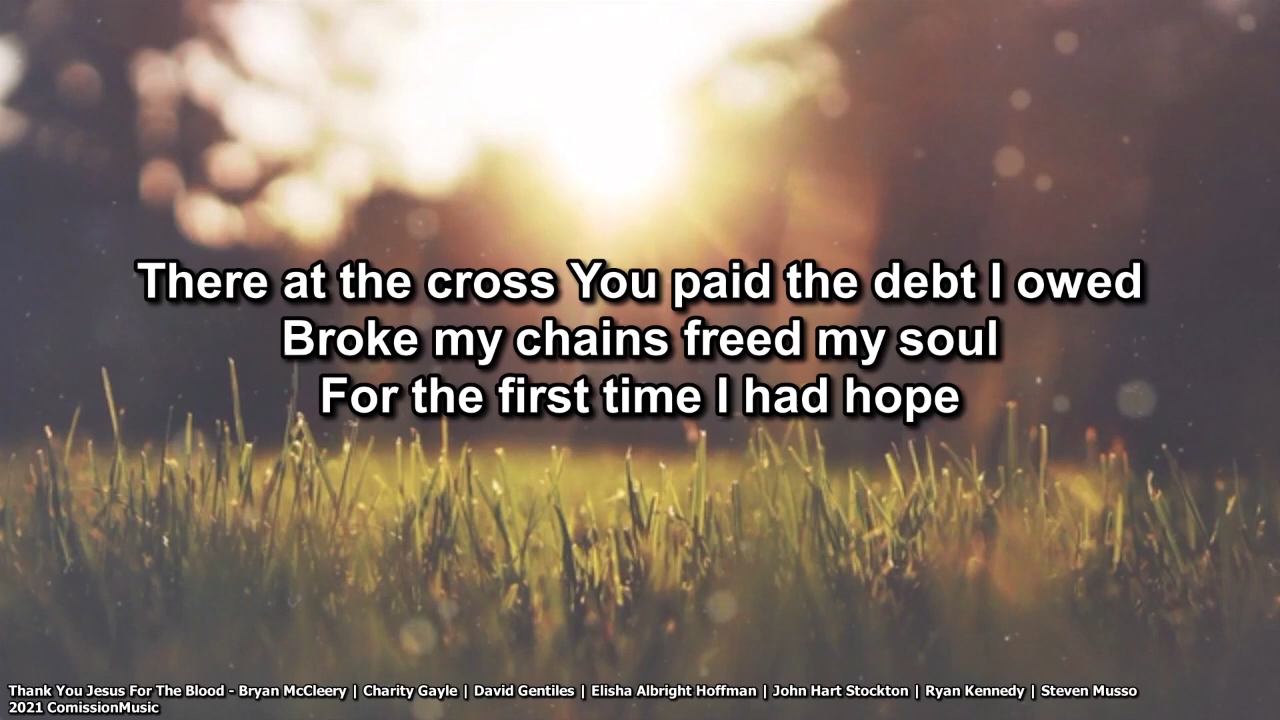 There at the cross You paid the debt I owed
Broke my chains freed my soul
For the first time I had hope
Thank You Jesus For The Blood - Bryan McCleery | Charity Gayle | David Gentiles | Elisha Albright Hoffman | John Hart Stockton | Ryan Kennedy | Steven Musso
2021 ComissionMusic